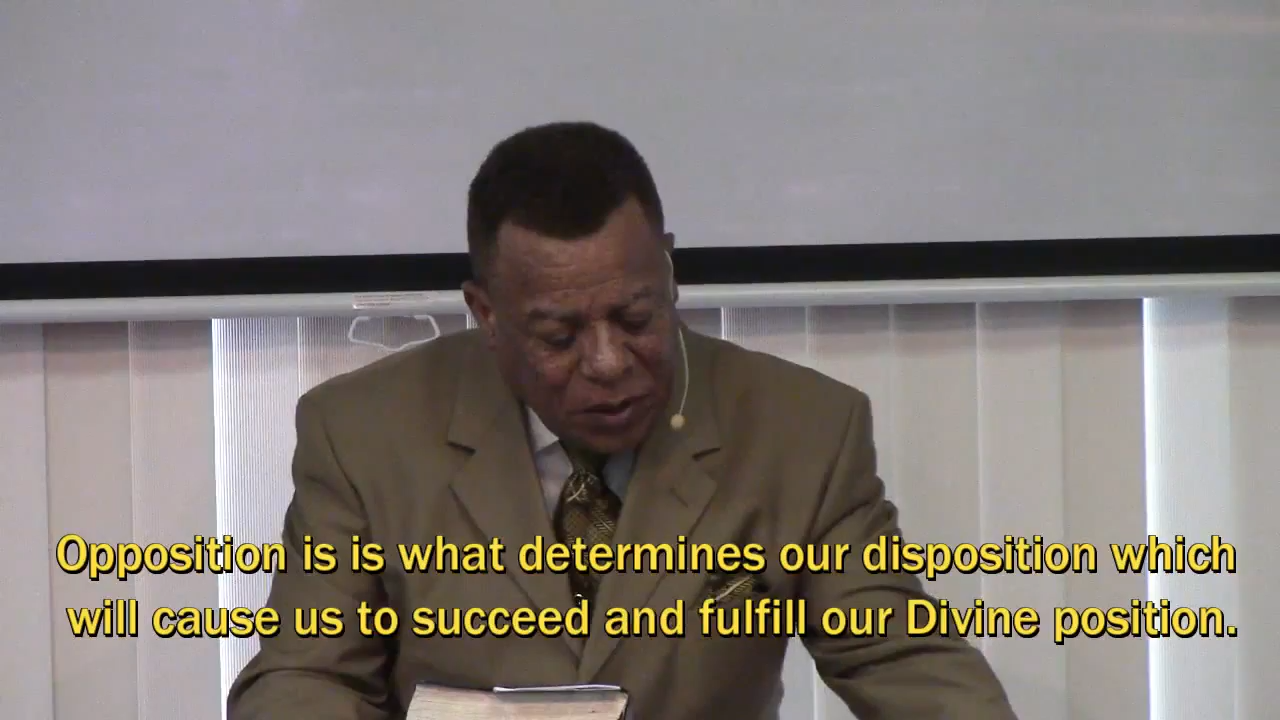 Opposition is is what determines our disposition which
will cause us to succeed and fulfill our Divine position.